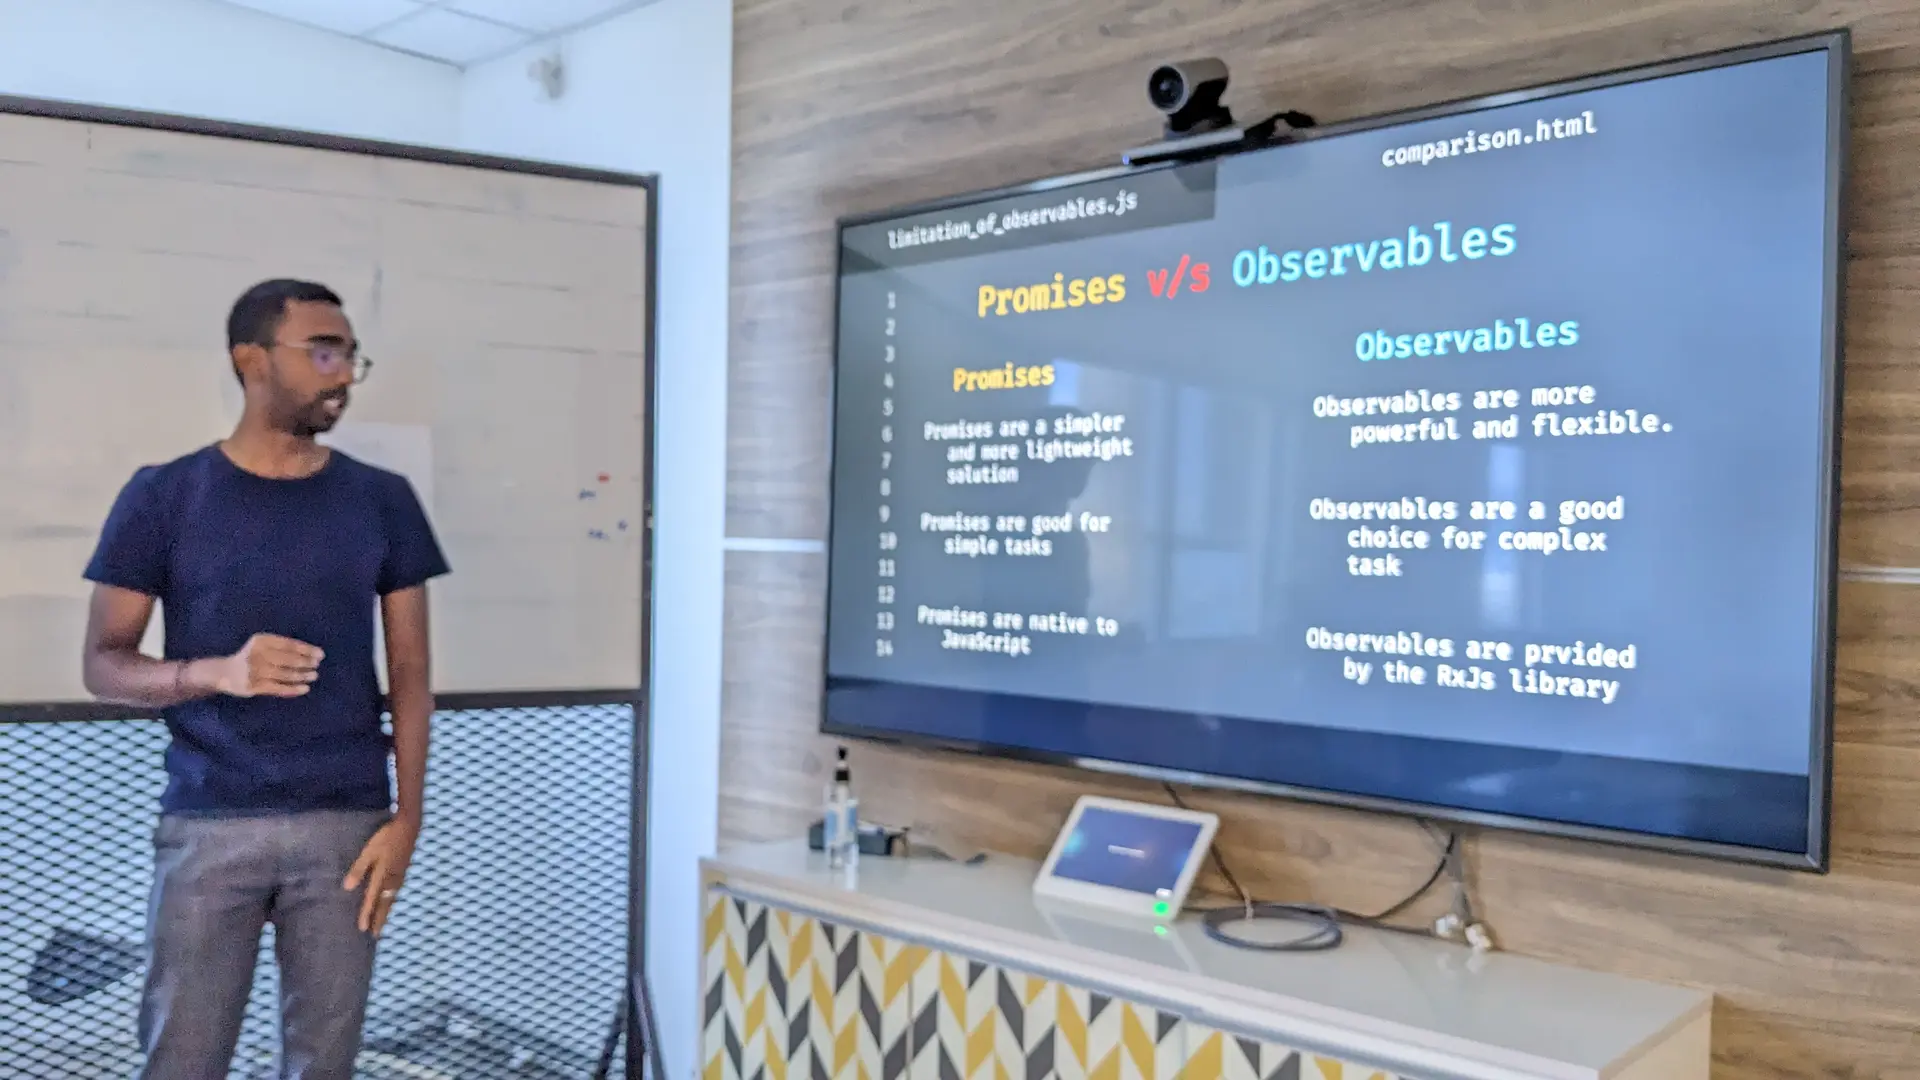 limitation_of_observables.js
comparison.html
Promises v/s Observables
1
2
3
4
5
6
7
8
9
10
11
12
13
14
Promises
Promises are a simpler
and more lightweight
solution
Promises are good for
simple tasks
Promises are native to
JavaScript
Observables
Observables are more
powerful and flexible.
Observables are a good
choice for complex
task
Observables are prvided
by the RxJs library